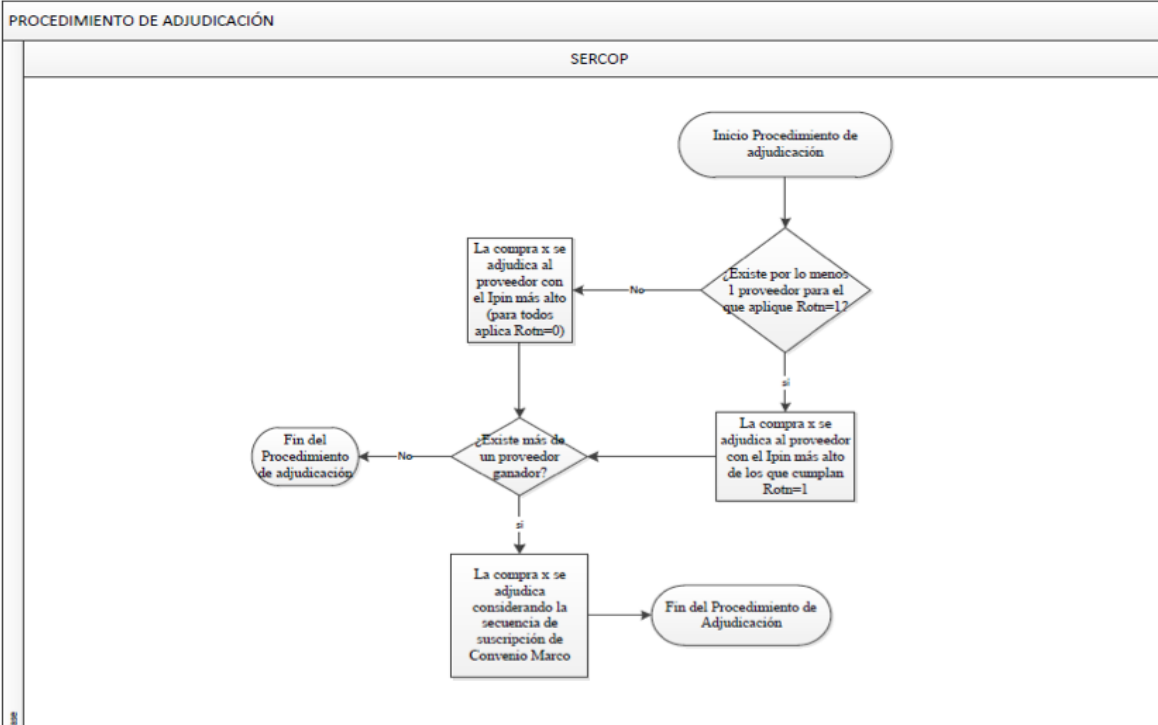 PROCEDIMIENTO DE ADJUDICACIÓN
SERCOP
Inicio Procedimiento de
adjudicación
¿Existe por lo menos
1 proveedor para el
que aplique Rotn=1?
No
La compra x se
adjudica al
proveedor con
el Ipin más alto
(para todos
aplica Rotn=0)
si
La compra x se
adjudica al proveedor
con el Ipin más alto
de los que cumplan
Rotn=1
¿Existe más de
un proveedor
ganador?
No
Fin del
Procedimiento
de adjudicación
si
La compra x se
adjudica
considerando la
secuencia de
suscripción de
Convenio Marco
Fin del Procedimiento de
Adjudicación